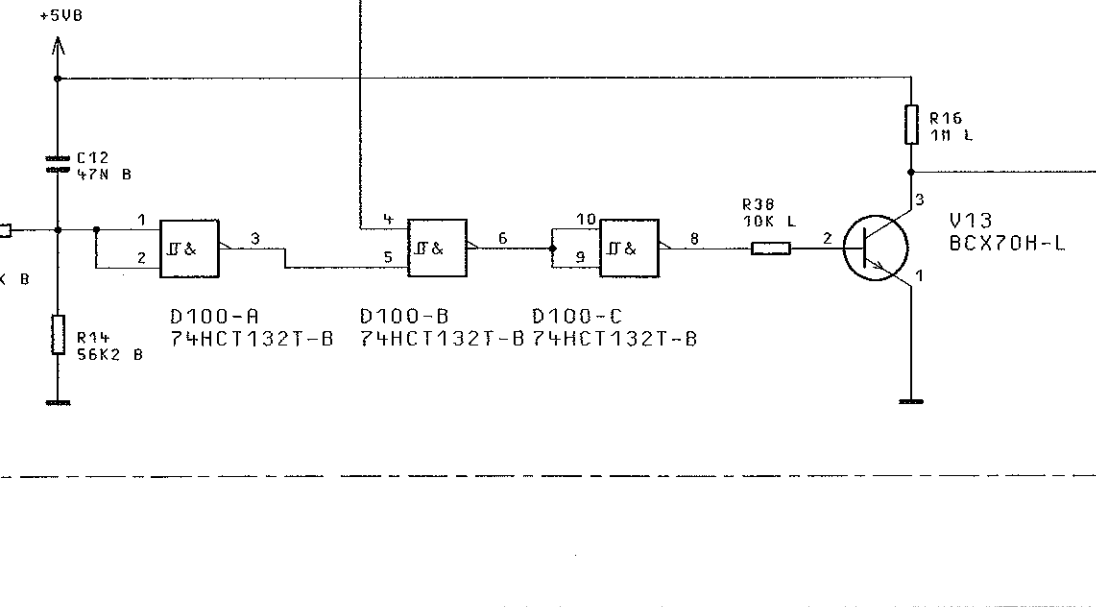 +5VB
C12
47N B
R16
1M L
1
2
3
4
5
6
10
9
8
R38
10K L
2
3
1
V13
BCX70H-L
K B
R14
56K2 B
&
&
&
D100-A
74HCT132T-B
D100-B
74HCT132T-B
D100-C
74HCT132T-B